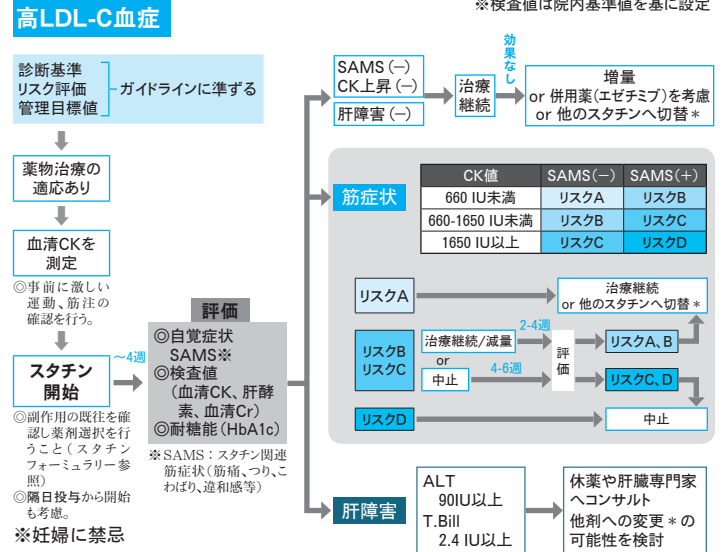 ※検査値は院内基準値を基に設定
高LDL-C血症
診断基準
リスク評価
管理目標値
ガイドラインに準ずる
薬物治療の
適応あり
血清CKを
測定
◎事前に激しい
運動、筋注の
確認を行う。
スタチン
開始
◎副作用の既往を確
認し薬剤選択を行
うこと（スタチン
フォーミュラリー参
照）
◎隔日投与から開始
も考慮。
※妊婦に禁忌
～4週
評価
◎自覚症状
SAMS※
◎検査値
（血清CK、肝酵
素、血清Cr）
◎耐糖能（HbA1c）
※SAMS：スタチン関連
筋症状（筋痛、つり、こ
わばり、違和感等）
SAMS（－）
CK上昇（－）
肝障害（－）
治療
継続
効果なし
増量
or 併用薬（エゼチミブ）を考慮
or 他のスタチンへ切替＊
筋症状
CK値 SAMS（－） SAMS（＋）
660 IU未満 リスクA リスクB
660-1650 IU未満 リスクB リスクC
1650 IU以上 リスクC リスクD
リスクA
治療継続
or 他のスタチンへ切替＊
リスクB
リスクC
治療継続/減量
or
中止
2-4週
4-6週
評価
リスクA、B
リスクC、D
リスクD
中止
肝障害
ALT
90IU以上
T.Bill
2.4 IU以上
休薬や肝臓専門家
へコンサルト
他剤への変更＊の
可能性を検討